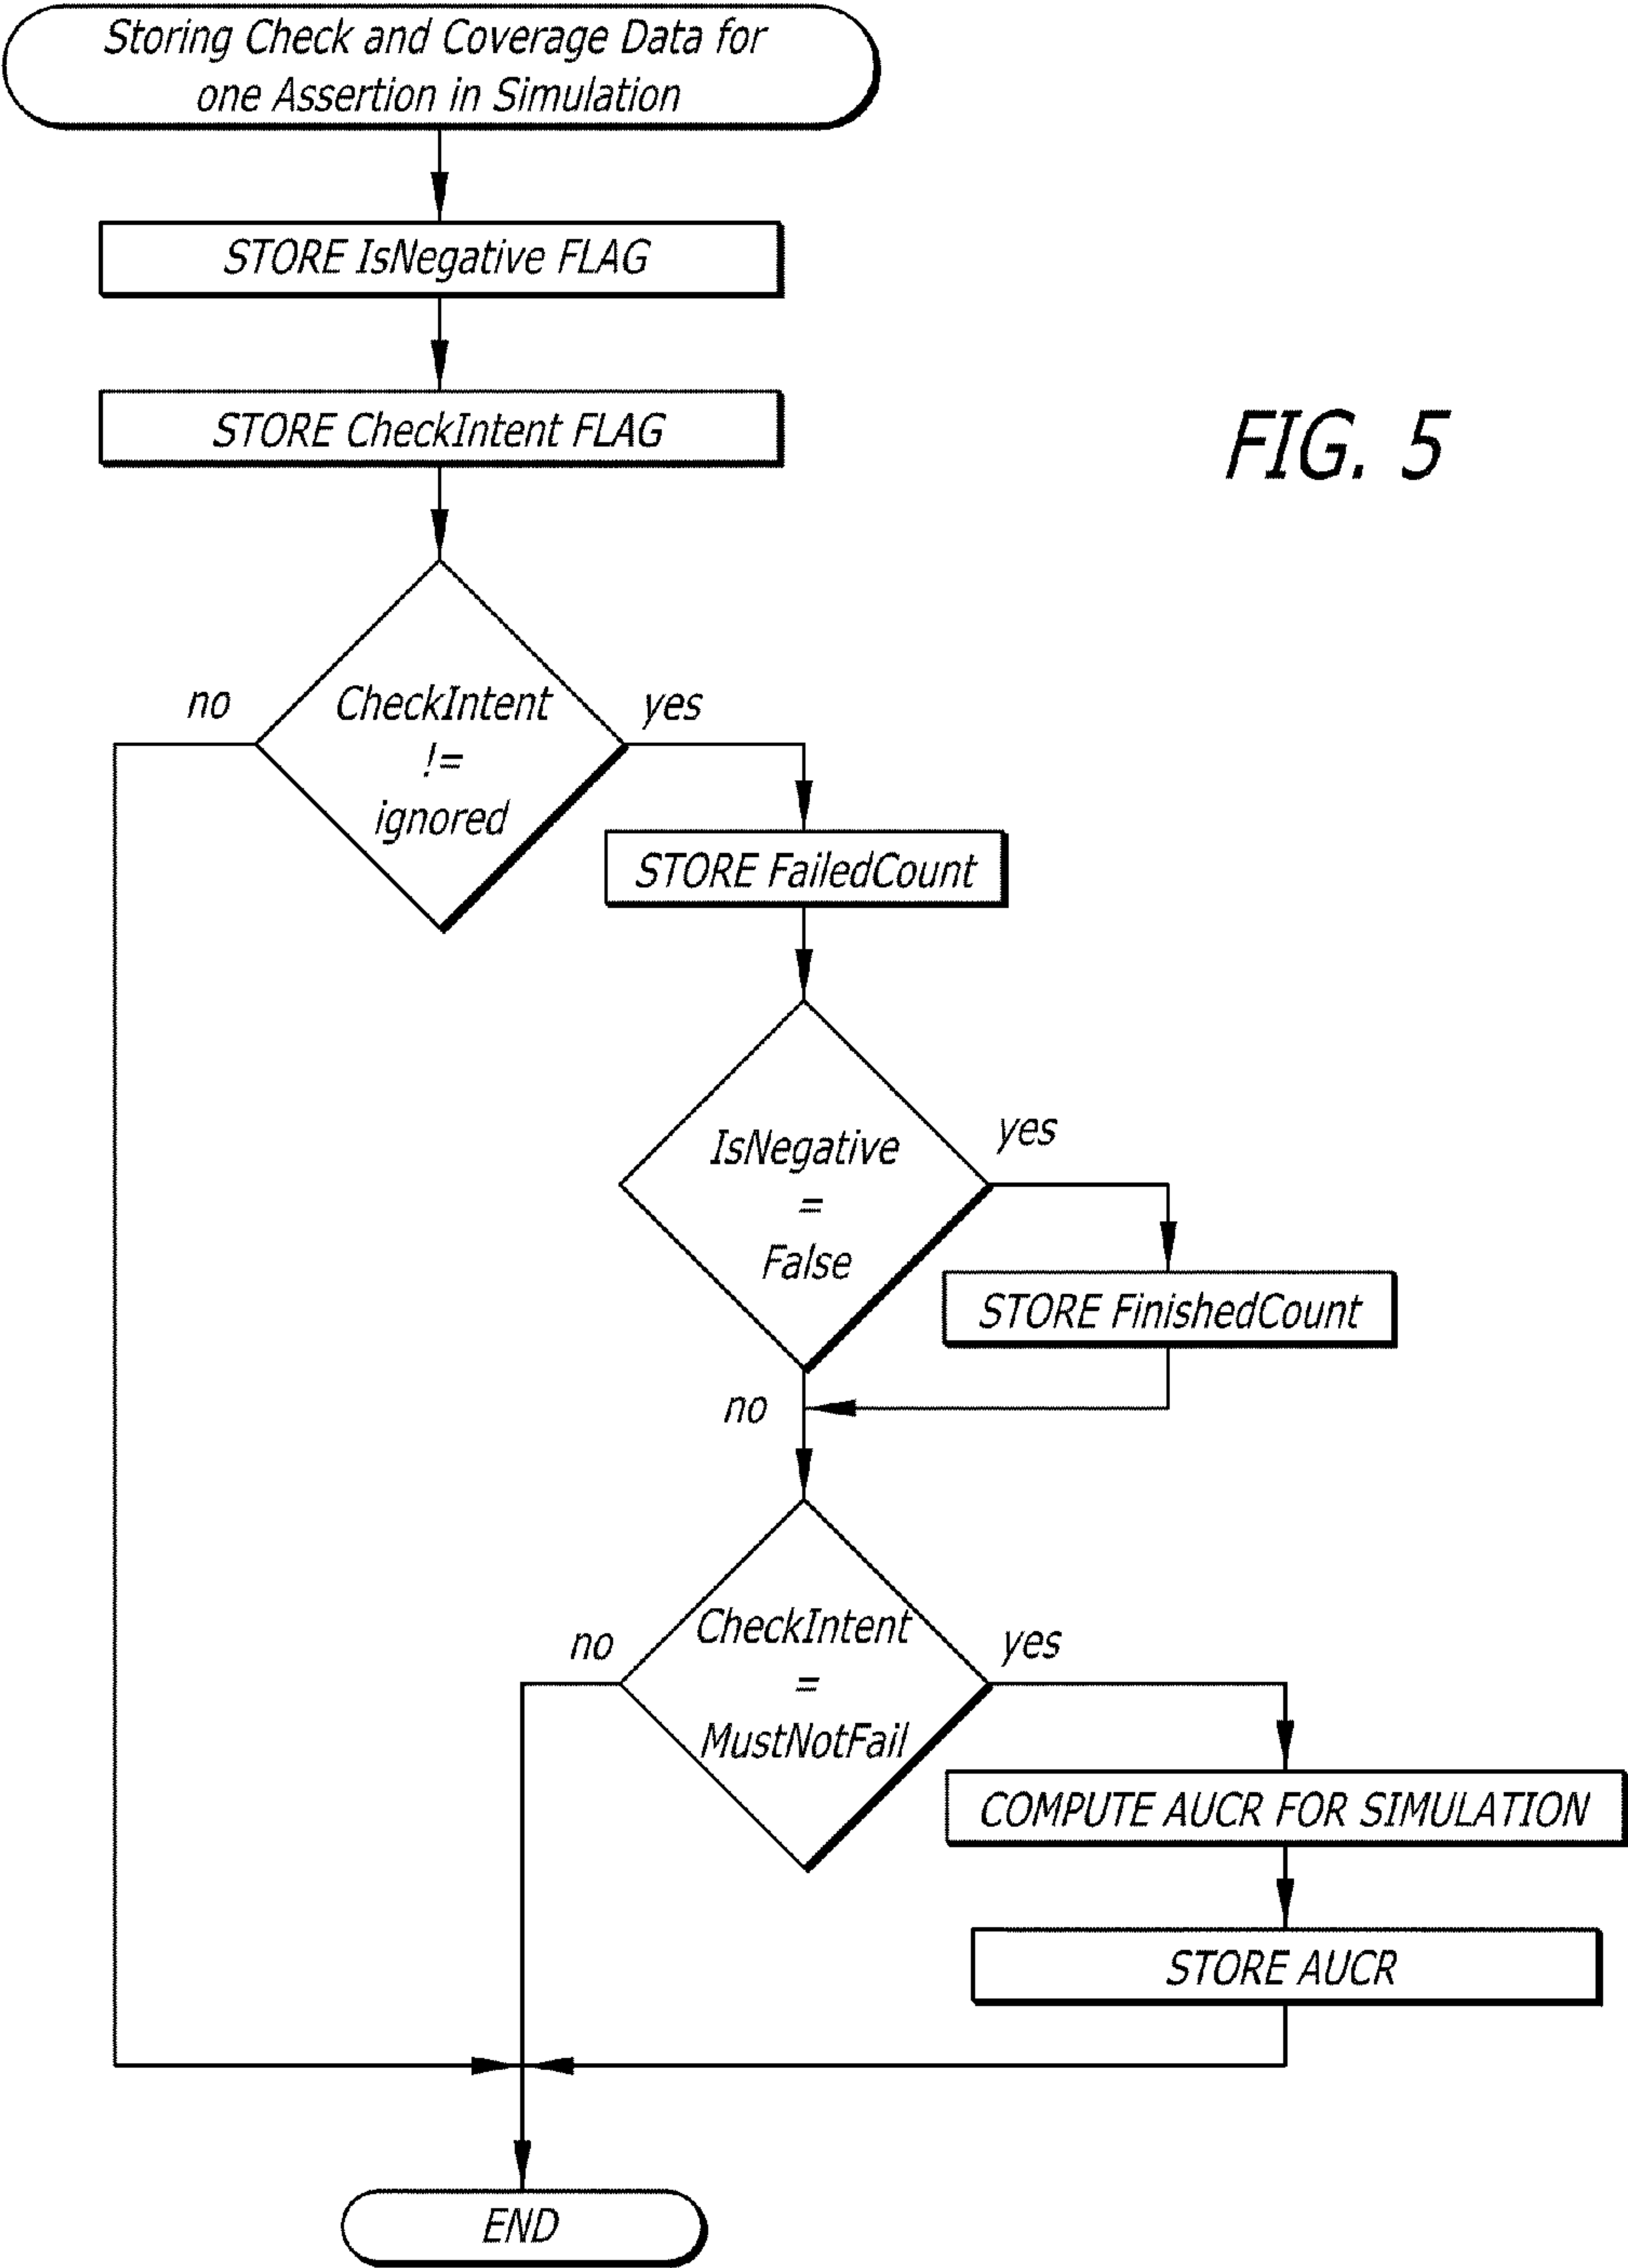 Storing Check and Coverage Data for
one Assertion in Simulation
STORE IsNegative FLAG
STORE CheckIntent FLAG
FIG. 5
no
CheckIntent
!=
ignored
yes
STORE FailedCount
IsNegative
=
False
yes
STORE FinishedCount
no
no
CheckIntent
=
MustNotFail
yes
COMPUTE AUCR FOR SIMULATION
STORE AUCR
END